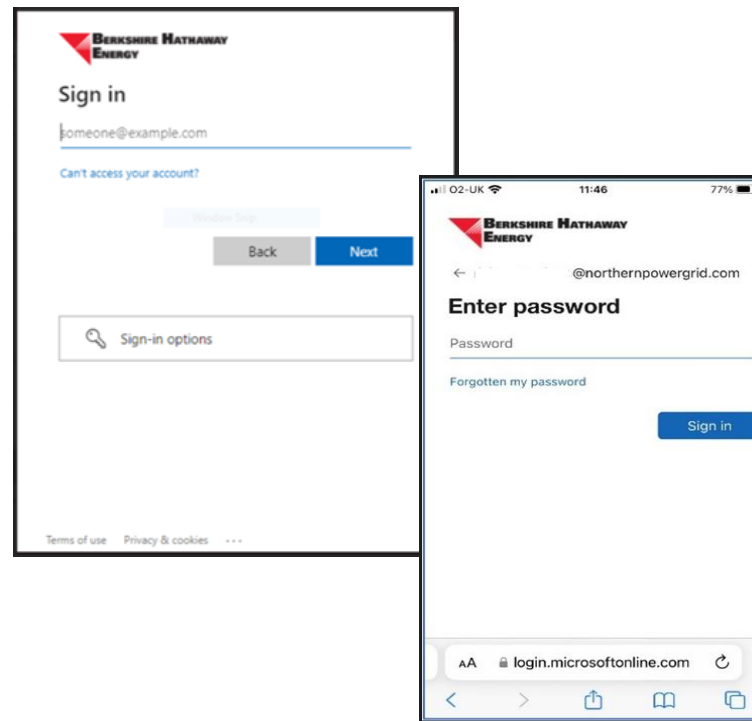 BERKSHIRE HATHAWAY
ENERGY
Sign in
someone@example.com
Can't access your account?
Window Snip
Back Next
Sign-in options
Terms of use Privacy & cookies ...
O2-UK 11:46 77%
BERKSHIRE HATHAWAY
ENERGY
@northernpowergrid.com
Enter password
Password
Forgotten my password
Sign in
AA login.microsoftonline.com